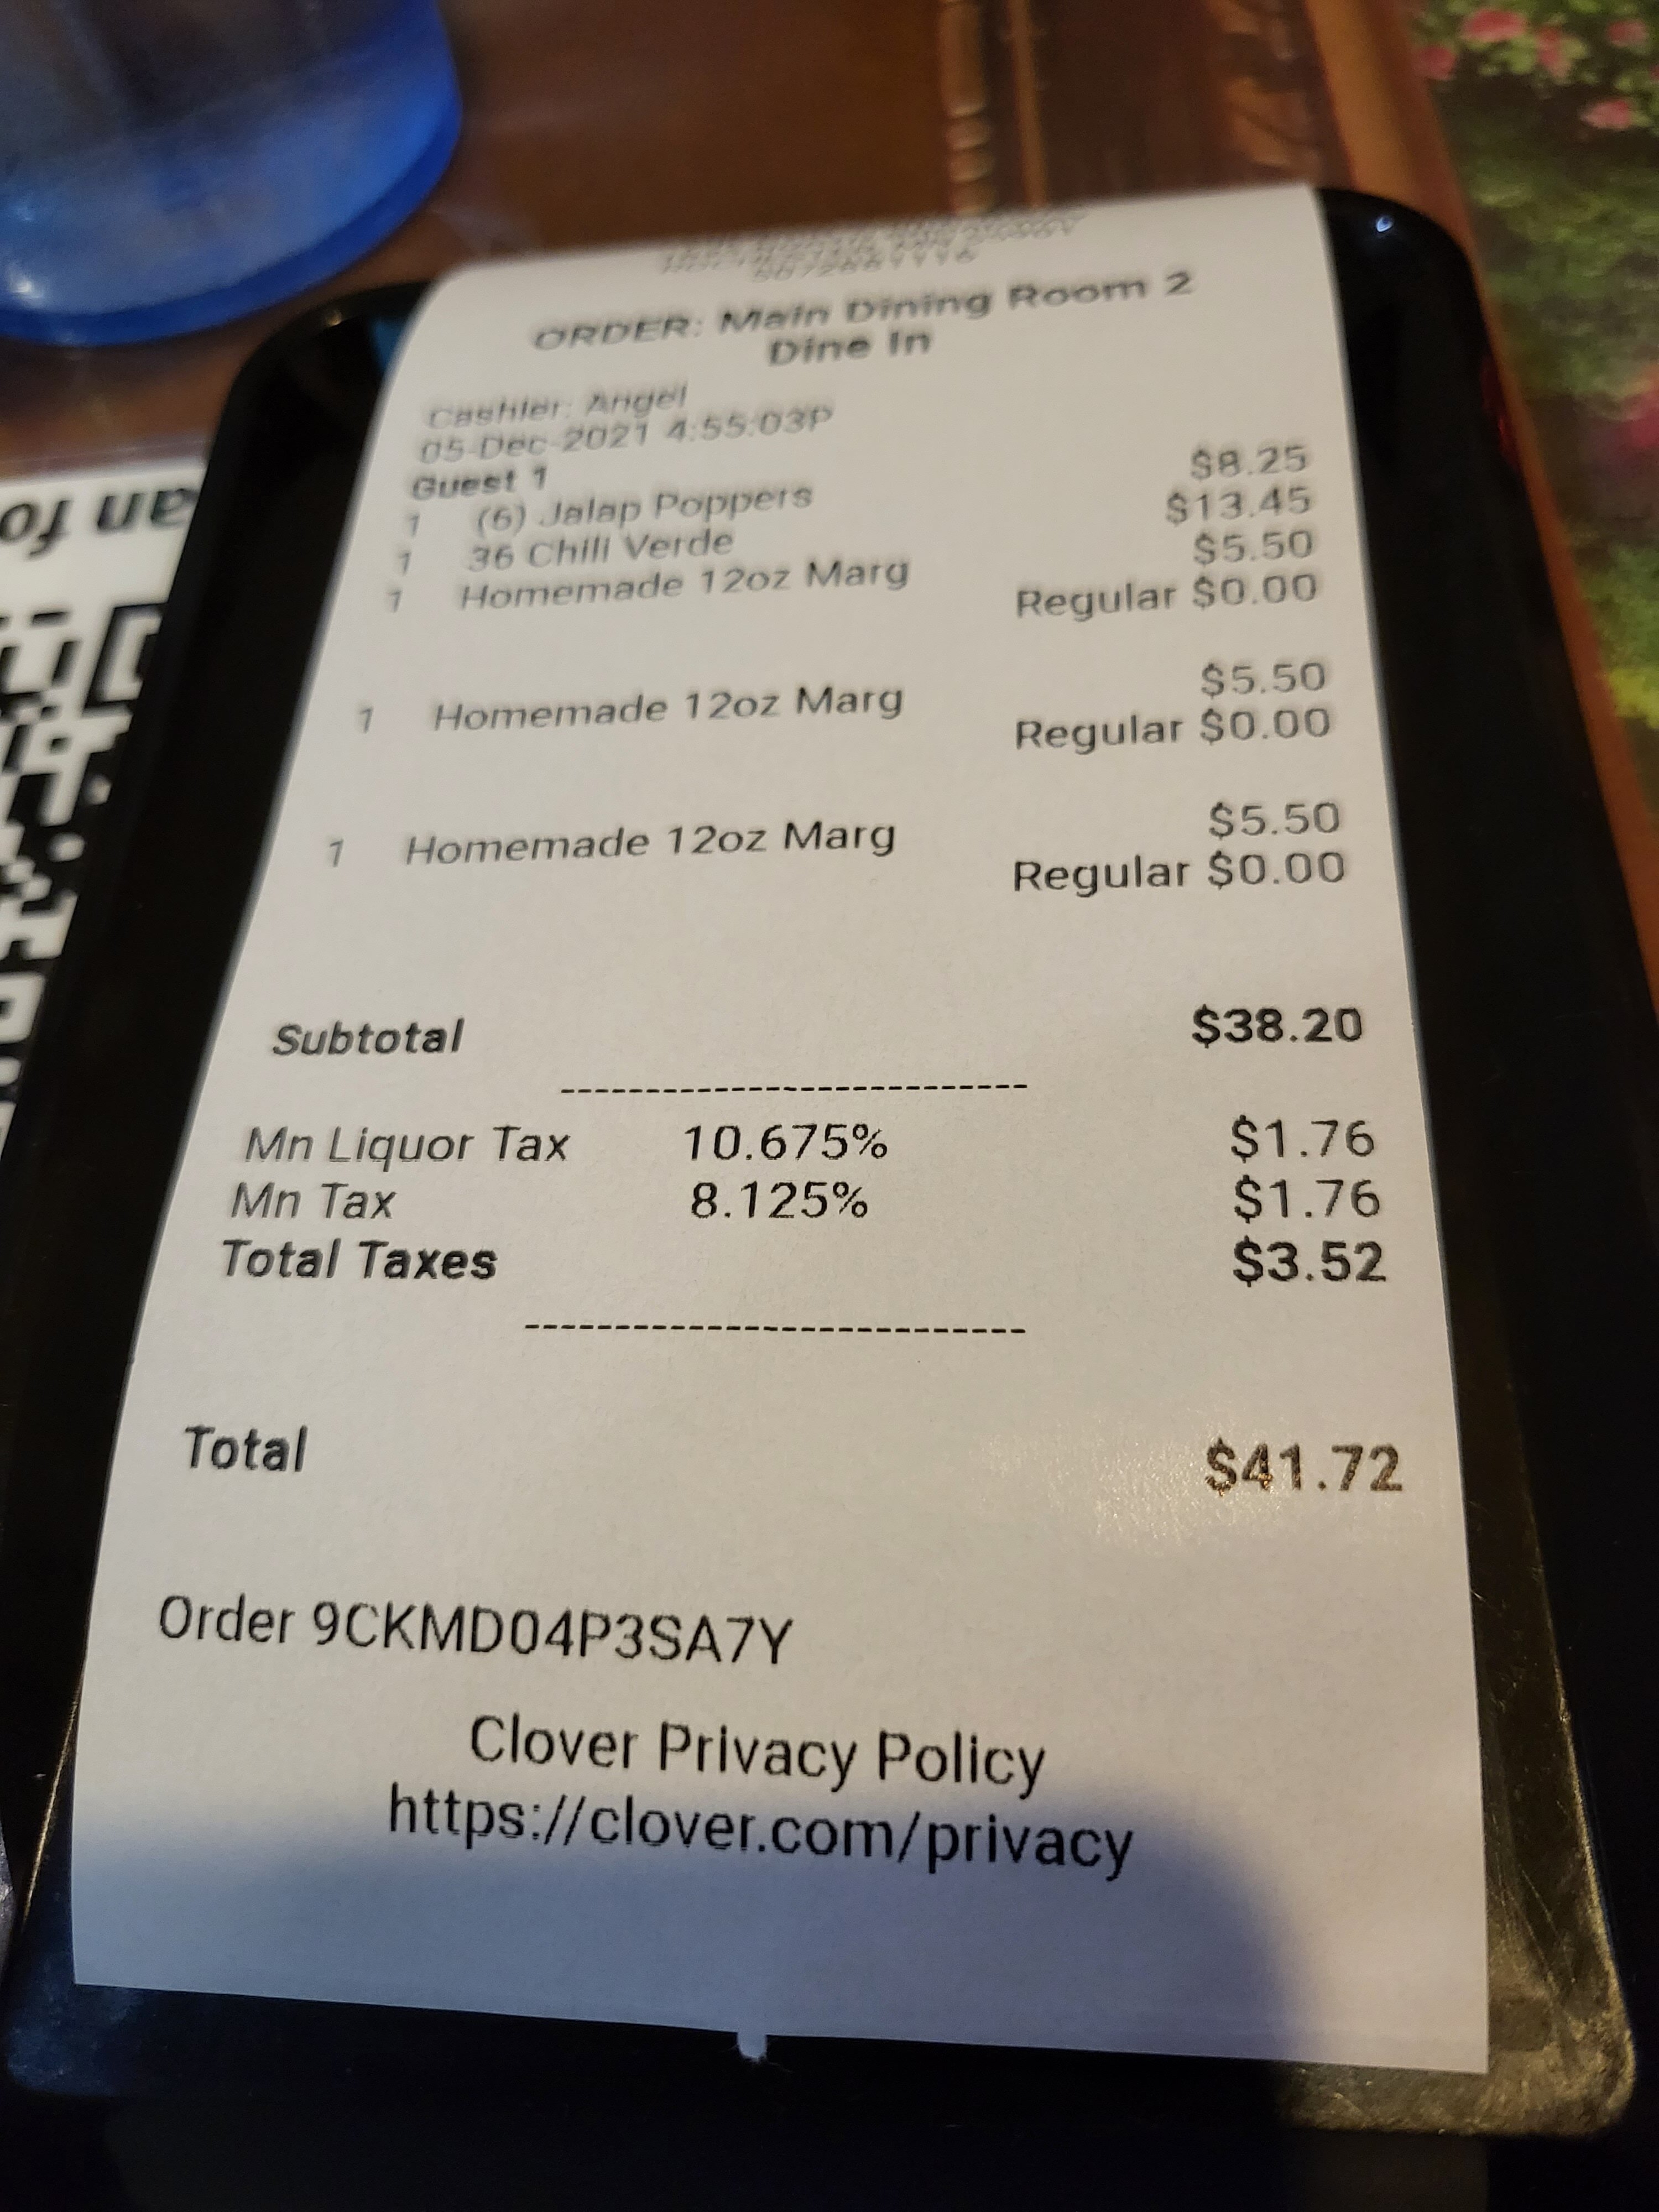 ORDER: Main Dining Room 2
Dine In
Cashier: Angel
05-Dec-2021 4:55:03P
Guest 1
1 (6) Jalap Poppers $8.25
1 36 Chili Verde $13.45
1 Homemade 12oz Marg $5.50
Regular $0.00
1 Homemade 12oz Marg $5.50
Regular $0.00
1 Homemade 12oz Marg $5.50
Regular $0.00
Subtotal $38.20
----------------------------
Mn Liquor Tax 10.675% $1.76
Mn Tax 8.125% $1.76
Total Taxes $3.52
----------------------------
Total $41.72
Order 9CKMD04P3SA7Y
Clover Privacy Policy
https://clover.com/privacy
an fo